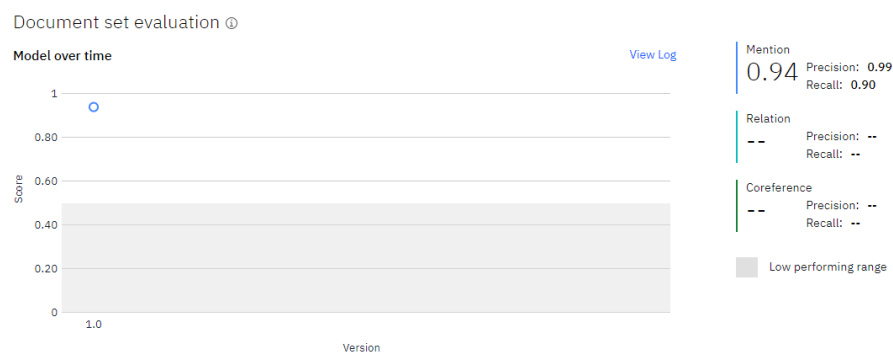 Document set evaluation
Model over time
View Log
1
0.80
0.60
0.40
0.20
0
Score
1.0
Version
Mention
0.94
Precision: 0.99
Recall: 0.90
Relation
--
Precision: --
Recall: --
Coreference
--
Precision: --
Recall: --
Low performing range